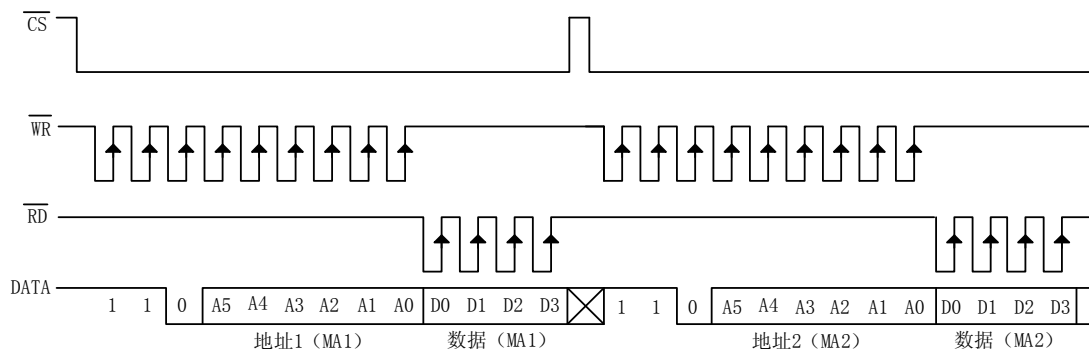 CS
WR
RD
DATA
1 1 0 A5 A4 A3 A2 A1 A0 D0 D1 D2 D3 1 1 0 A5 A4 A3 A2 A1 A0 D0 D1 D2 D3
地址1（MA1） 数据（MA1） 地址2（MA2） 数据（MA2）